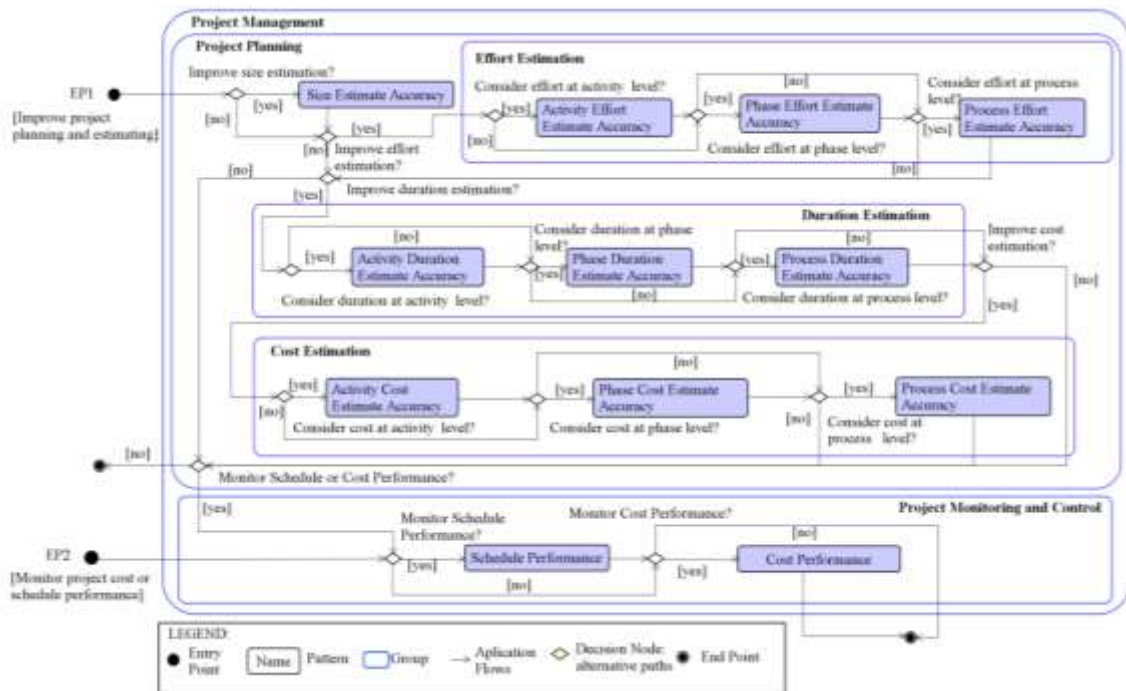 Project Management
Project Planning
Effort Estimation
Improve size estimation?
Consider effort at activity level?
[no]
Consider effort at process
level?
EP1
[yes]
Size Estimate Accuracy
[yes]
Activity Effort
Estimate Accuracy
[yes]
Phase Effort Estimate
Accuracy
[yes]
Process Effort
Estimate Accuracy
[Improve project
planning and estimating]
[no]
[yes]
[no]
Consider effort at phase level?
[no]
Improve effort
estimation?
[no]
[no]
[yes]
Improve duration estimation?
Duration Estimation
Improve cost
estimation?
[no]
Consider duration at phase
level?
[no]
[yes]
Activity Duration
Estimate Accuracy
[yes]
Phase Duration
Estimate Accuracy
[yes]
Process Duration
Estimate Accuracy
[no]
Consider duration at activity level?
[no]
Consider duration at process level?
[yes]
Cost Estimation
[no]
[yes]
Activity Cost
Estimate Accuracy
[yes]
Phase Cost Estimate
Accuracy
[yes]
Process Cost Estimate
Accuracy
[no]
Consider cost at activity level?
Consider cost at phase level?
[no]
Consider cost at
process level?
[no]
Monitor Schedule or Cost Performance?
[yes]
Project Monitoring and Control
Monitor Schedule
Performance?
Monitor Cost Performance?
[no]
EP2
[yes]
Schedule Performance
[yes]
Cost Performance
[Monitor project cost or
schedule performance]
[no]
LEGEND:
Entry
Point
Name
Pattern
Group
Aplication
Flows
Decision Node:
alternative paths
End Point